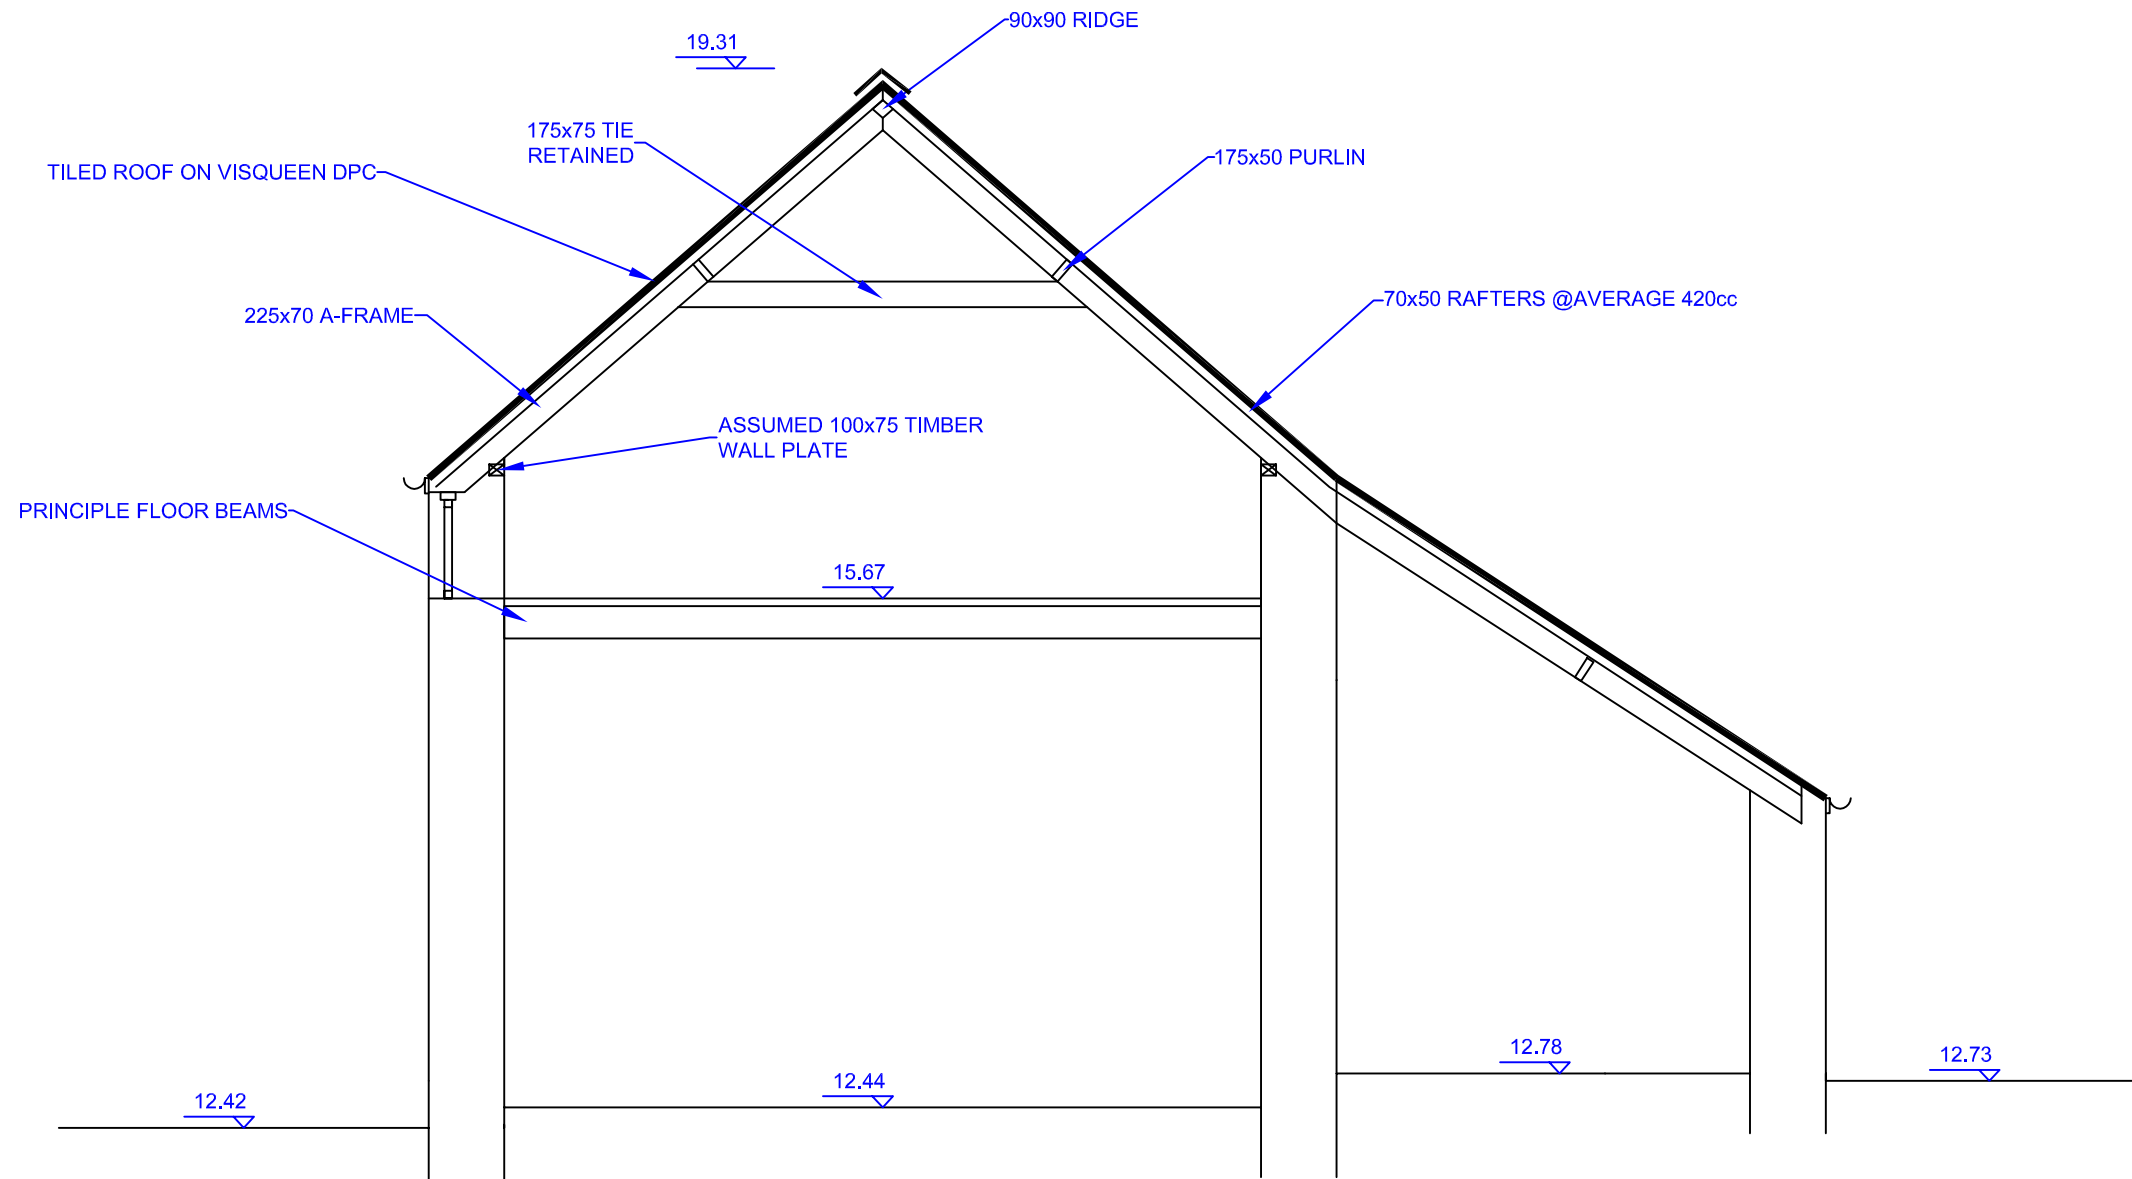 90x90 RIDGE
19.31
175x75 TIE
RETAINED
175x50 PURLIN
TILED ROOF ON VISQUEEN DPC
70x50 RAFTERS @AVERAGE 420cc
225x70 A-FRAME
ASSUMED 100x75 TIMBER
WALL PLATE
PRINCIPLE FLOOR BEAMS
15.67
12.78
12.73
12.44
12.42